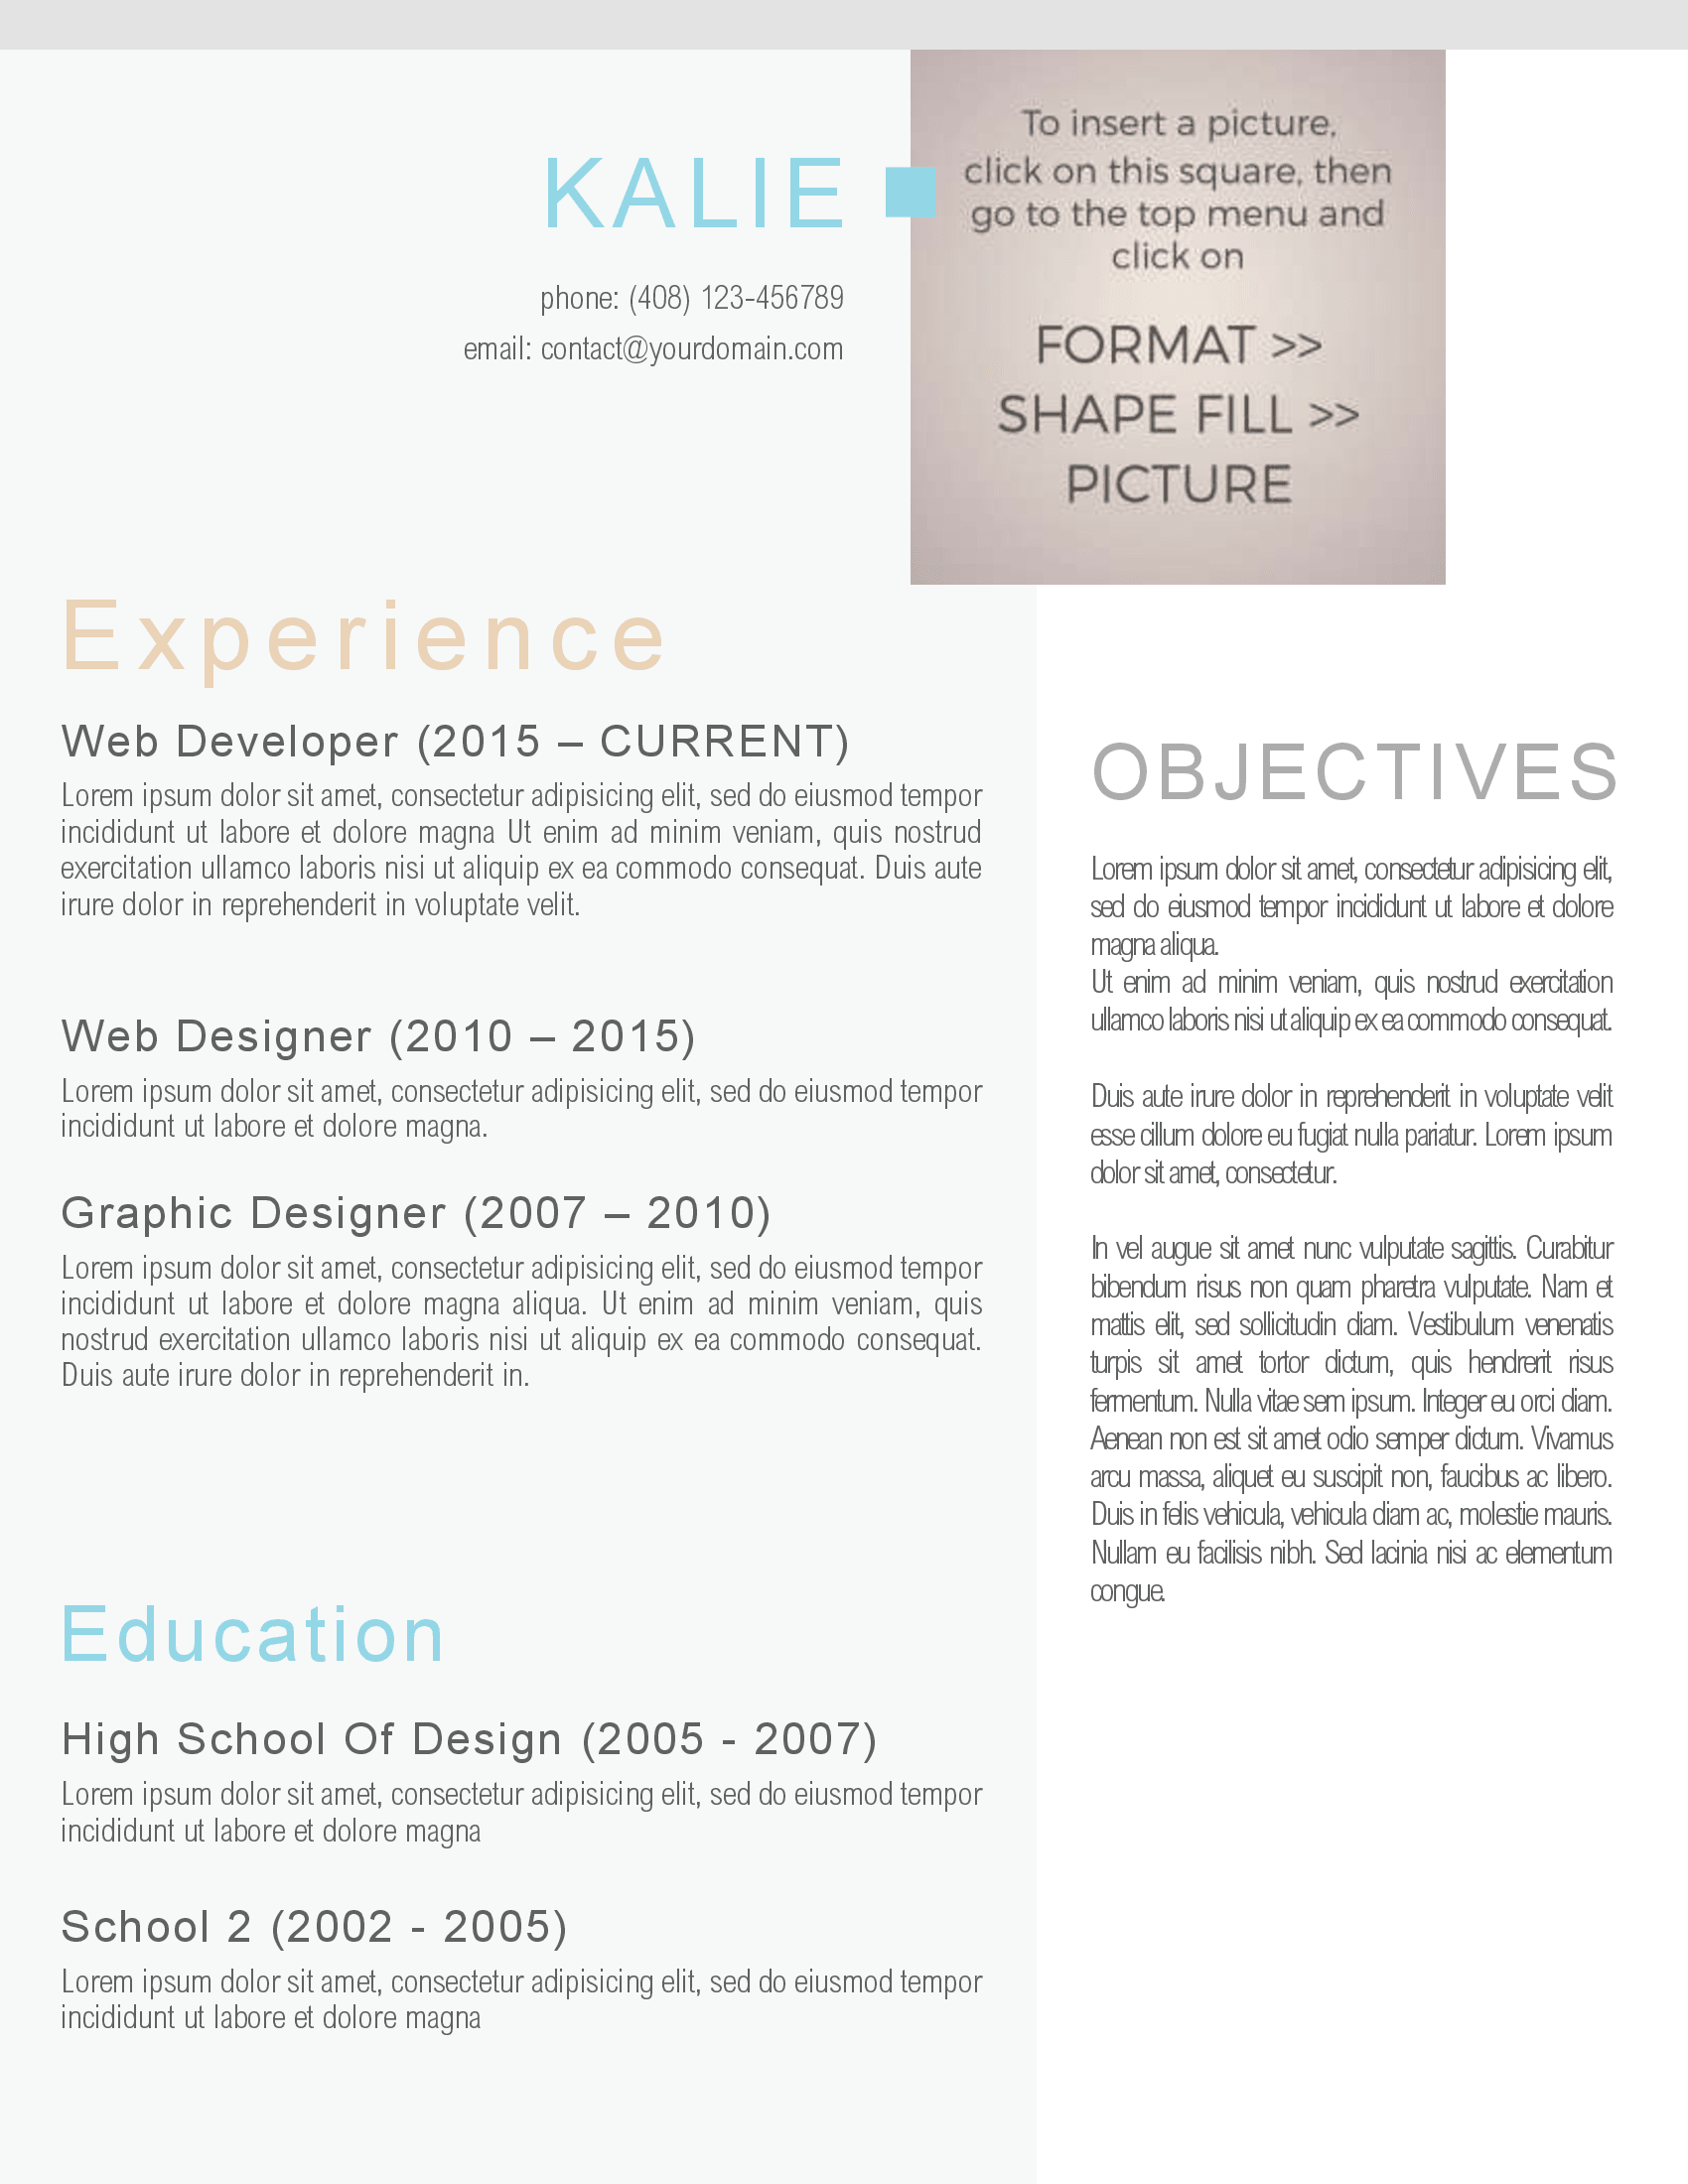 KALIE
phone: (408) 123-456789
email: contact@yourdomain.com
To insert a picture,
click on this square, then
go to the top menu and
click on
FORMAT >>
SHAPE FILL >>
PICTURE
Experience
Web Developer (2015 – CURRENT)
Lorem ipsum dolor sit amet, consectetur adipisicing elit, sed do eiusmod tempor
incididunt ut labore et dolore magna Ut enim ad minim veniam, quis nostrud
exercitation ullamco laboris nisi ut aliquip ex ea commodo consequat. Duis aute
irure dolor in reprehenderit in voluptate velit.
Web Designer (2010 – 2015)
Lorem ipsum dolor sit amet, consectetur adipisicing elit, sed do eiusmod tempor
incididunt ut labore et dolore magna.
Graphic Designer (2007 – 2010)
Lorem ipsum dolor sit amet, consectetur adipisicing elit, sed do eiusmod tempor
incididunt ut labore et dolore magna aliqua. Ut enim ad minim veniam, quis
nostrud exercitation ullamco laboris nisi ut aliquip ex ea commodo consequat.
Duis aute irure dolor in reprehenderit in.
Education
High School Of Design (2005 - 2007)
Lorem ipsum dolor sit amet, consectetur adipisicing elit, sed do eiusmod tempor
incididunt ut labore et dolore magna
School 2 (2002 - 2005)
Lorem ipsum dolor sit amet, consectetur adipisicing elit, sed do eiusmod tempor
incididunt ut labore et dolore magna
OBJECTIVES
Lorem ipsum dolor sit amet, consectetur adipisicing elit,
sed do eiusmod tempor incididunt ut labore et dolore
magna aliqua.
Ut enim ad minim veniam, quis nostrud exercitation
ullamco laboris nisi ut aliquip ex ea commodo consequat.
Duis aute irure dolor in reprehenderit in voluptate velit
esse cillum dolore eu fugiat nulla pariatur. Lorem ipsum
dolor sit amet, consectetur.
In vel augue sit amet nunc vulputate sagittis. Curabitur
bibendum risus non quam pharetra vulputate. Nam et
mattis elit, sed sollicitudin diam. Vestibulum venenatis
turpis sit amet tortor dictum, quis hendrerit risus
fermentum. Nulla vitae sem ipsum. Integer eu orci diam.
Aenean non est sit amet odio semper dictum. Vivamus
arcu massa, aliquet eu suscipit non, faucibus ac libero.
Duis in felis vehicula, vehicula diam ac, molestie mauris.
Nullam eu facilisis nibh. Sed lacinia nisi ac elementum
congue.